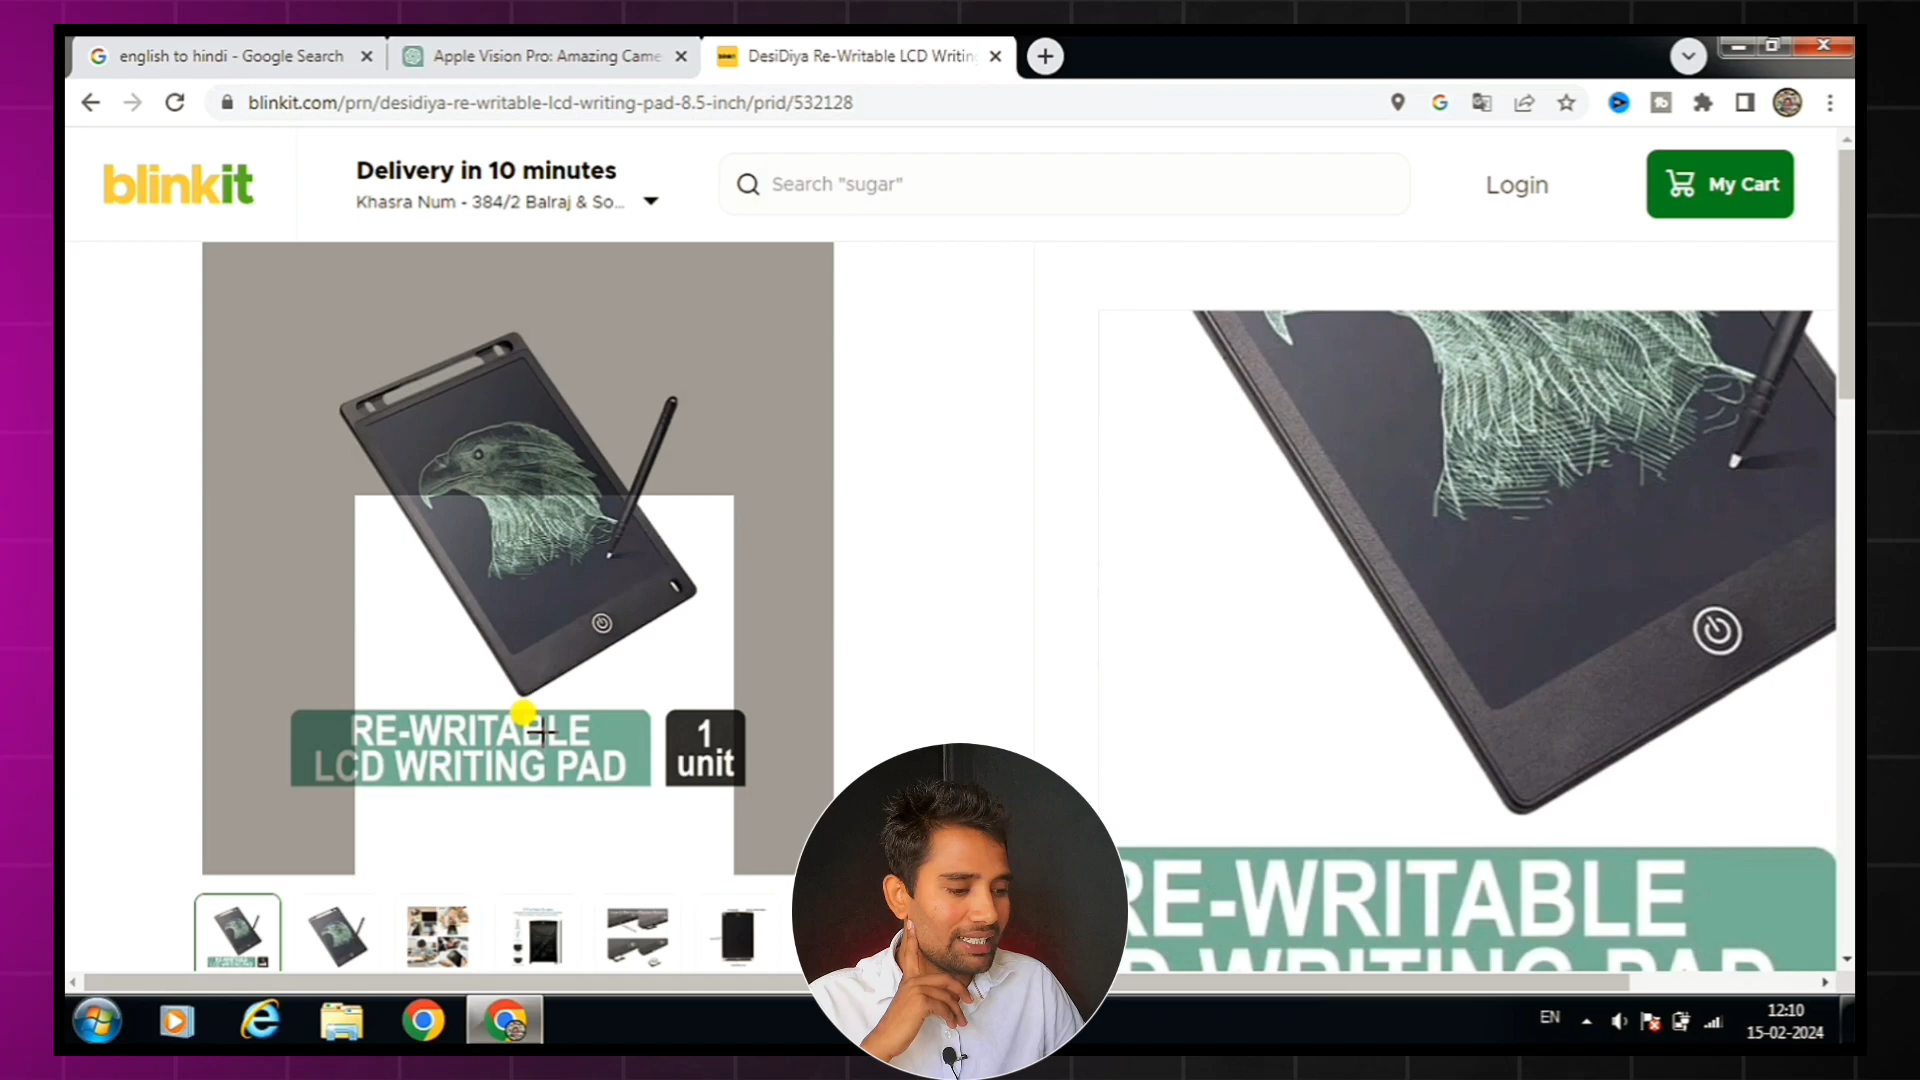 english to hindi - Google Search
Apple Vision Pro: Amazing Came
DesiDiya Re-Writable LCD Writin
blinkit.com/prn/desidiya-re-writable-lcd-writing-pad-8.5-inch/prid/532128
blinkit
Delivery in 10 minutes
Khasra Num - 384/2 Balraj & So...
Search "sugar"
Login
My Cart
RE-WRITABLE
LCD WRITING PAD
1
unit
RE-WRITABLE
D WRITING PAD
EN
12:10
15-02-2024